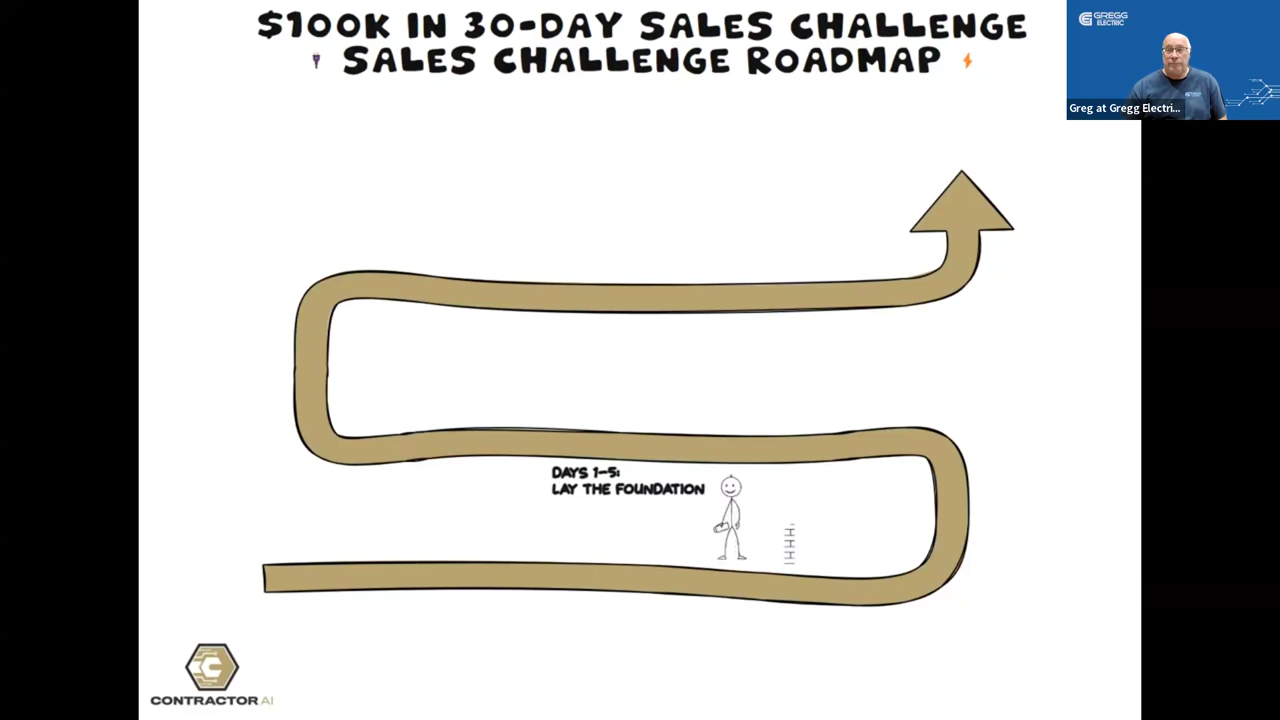 $100K IN 30-DAY SALES CHALLENGE
SALES CHALLENGE ROADMAP
GREGG
ELECTRIC
Greg at Gregg Electri...
DAYS 1-5:
LAY THE FOUNDATION
CONTRACTOR AI